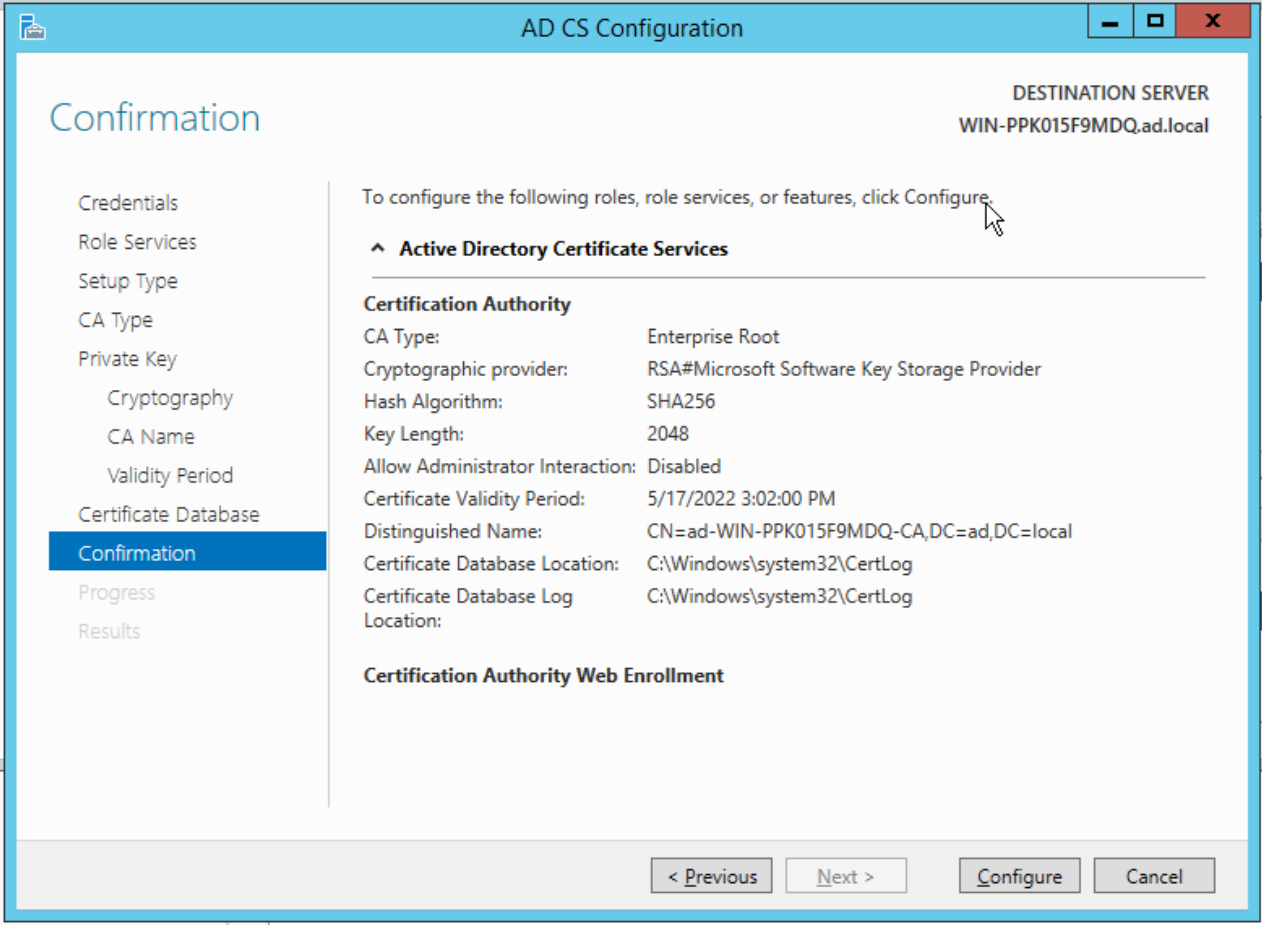 AD CS Configuration
X
Confirmation
DESTINATION SERVER
WIN-PPK015F9MDQ.ad.local
Credentials
Role Services
Setup Type
CA Type
Private Key
Cryptography
CA Name
Validity Period
Certificate Database
Confirmation
Progress
Results
To configure the following roles, role services, or features, click Configure.
Active Directory Certificate Services
Certification Authority
CA Type: Enterprise Root
Cryptographic provider: RSA#Microsoft Software Key Storage Provider
Hash Algorithm: SHA256
Key Length: 2048
Allow Administrator Interaction: Disabled
Certificate Validity Period: 5/17/2022 3:02:00 PM
Distinguished Name: CN=ad-WIN-PPK015F9MDQ-CA,DC=ad,DC=local
Certificate Database Location: C:\Windows\system32\CertLog
Certificate Database Log C:\Windows\system32\CertLog
Location:
Certification Authority Web Enrollment
< Previous Next > Configure Cancel